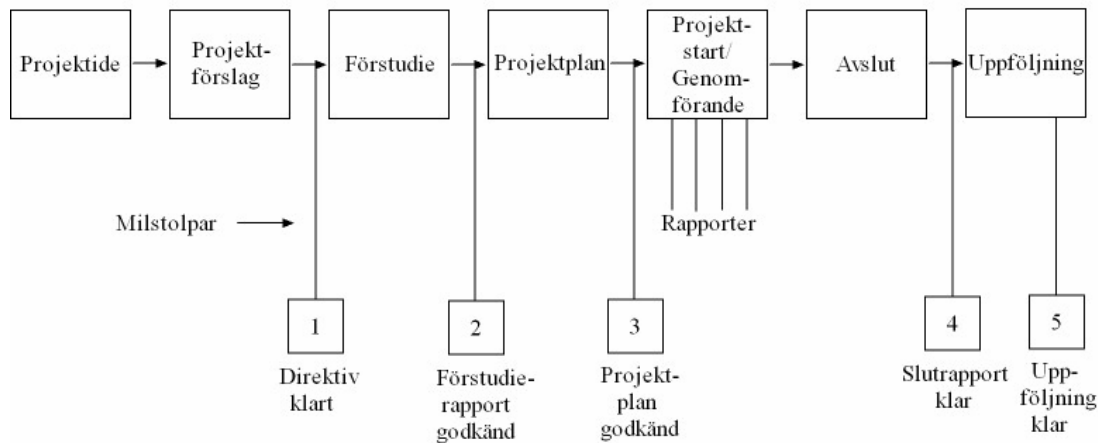 Projektide
Projekt-
förslag
Förstudie
Projektplan
Projekt-
start/
Genom-
förande
Avslut
Uppföljning
Milstolpar
Rapporter
1
Direktiv
klart
2
Förstudie-
rapport
godkänd
3
Projekt-
plan
godkänd
4
Slutrapport
klar
5
Upp-
följning
klar